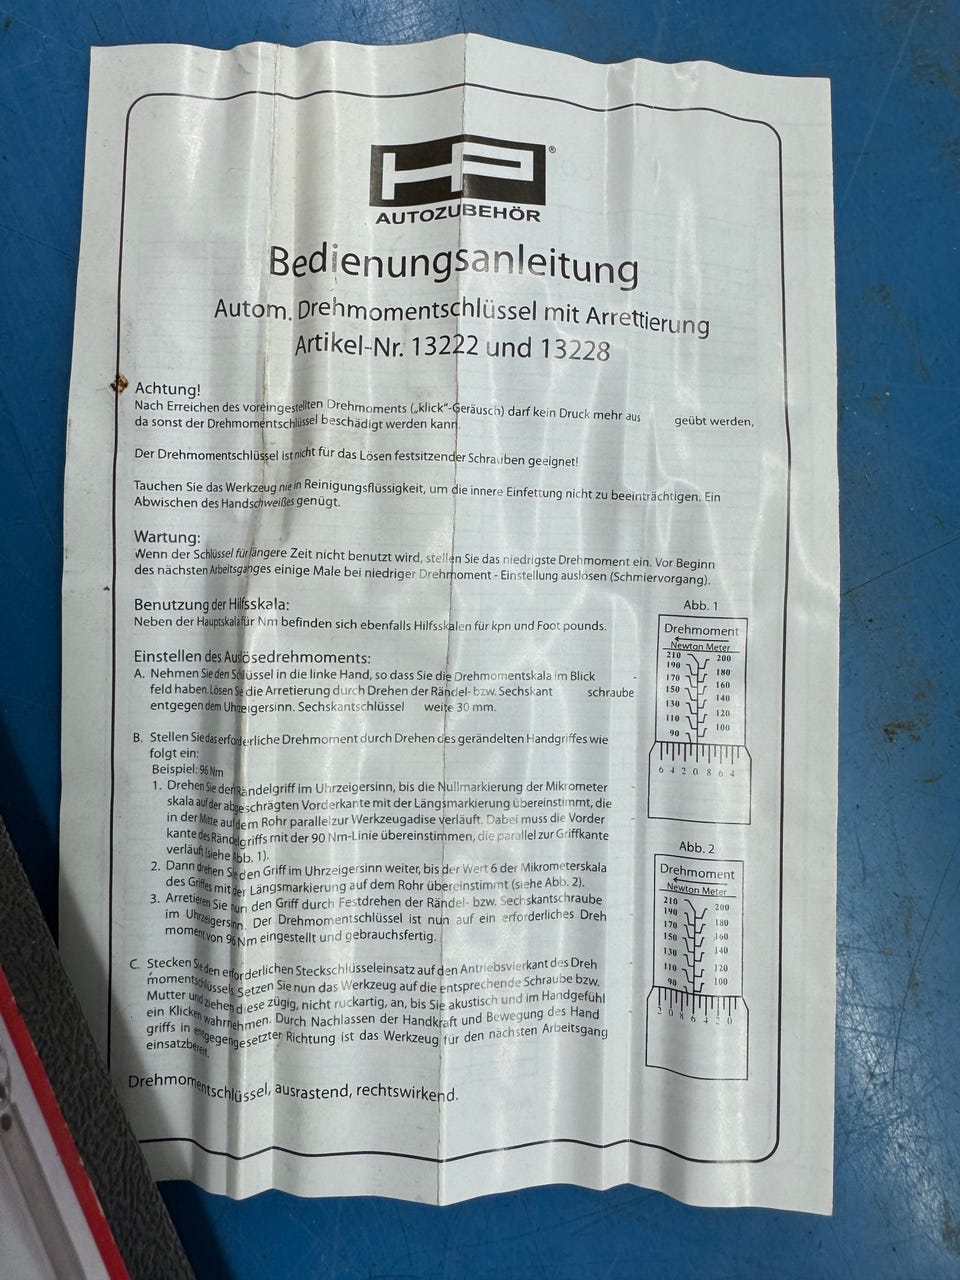 HP®
AUTOZUBEHÖR
Bedienungsanleitung
Autom. Drehmomentschlüssel mit Arrettierung
Artikel-Nr. 13222 und 13228
Achtung!
Nach Erreichen des voreingestellten Drehmoments („klick“-Geräusch) darf kein Druck mehr aus geübt werden,
da sonst der Drehmomentschlüssel beschädigt werden kann.
Der Drehmomentschlüssel ist nicht für das Lösen festsitzender Schrauben geeignet!
Tauchen Sie das Werkzeug nie in Reinigungsflüssigkeit, um die innere Einfettung nicht zu beeinträchtigen. Ein
Abwischen des Handschweißes genügt.
Wartung:
Wenn der Schlüssel für längere Zeit nicht benutzt wird, stellen Sie das niedrigste Drehmoment ein. Vor Beginn
des nächsten Arbeitsganges einige Male bei niedriger Drehmoment - Einstellung auslösen (Schmiervorgang).
Benutzung der Hilfsskala:
Neben der Hauptskala für Nm befinden sich ebenfalls Hilfsskalen für kpn und Foot pounds.
Einstellen des Auslösedrehmoments:
A. Nehmen Sie den Schlüssel in die linke Hand, so dass Sie die Drehmomentskala im Blick -
feld haben. Lösen Sie die Arretierung durch Drehen der Rändel- bzw. Sechskant schraube
entgegen dem Uhrzeigersinn. Sechskantschlüssel weite 30 mm.
B. Stellen Sie das erforderliche Drehmoment durch Drehen des gerändelten Handgriffes wie
folgt ein:
Beispiel: 96 Nm
1. Drehen Sie den Rändelgriff im Uhrzeigersinn, bis die Nullmarkierung der Mikrometer -
skala auf der abgeschrägten Vorderkante mit der Längsmarkierung übereinstimmt, die
in der Mitte auf dem Rohr parallel zur Werkzeugadise verläuft. Dabei muss die Vorder -
kante des Rändelgriffs mit der 90 Nm-Linie übereinstimmen, die parallel zur Griffkante
verläuft (siehe Abb. 1).
2. Dann drehen Sie den Griff im Uhrzeigersinn weiter, bis der Wert 6 der Mikrometerskala
des Griffes mit der Längsmarkierung auf dem Rohr übereinstimmt (siehe Abb. 2).
3. Arretieren Sie nun den Griff durch Festdrehen der Rändel- bzw. Sechskantschraube
im Uhrzeigersinn. Der Drehmomentschlüssel ist nun auf ein erforderliches Dreh -
moment von 96 Nm eingestellt und gebrauchsfertig.
C. Stecken Sie den erforderlichen Steckschlüsseleinsatz auf den Antriebsvierkant des Dreh -
momentschlüssels. Setzen Sie nun das Werkzeug auf die entsprechende Schraube bzw.
Mutter und ziehen diese zügig, nicht ruckartig, an, bis Sie akustisch und im Handgefühl
ein Klicken wahrnehmen. Durch Nachlassen der Handkraft und Bewegung des Hand -
griffs in entgegengesetzter Richtung ist das Werkzeug für den nächsten Arbeitsgang
einsatzbereit.
Drehmomentschlüssel, ausrastend, rechtswirkend.
Abb. 1
Drehmoment
Newton Meter
210 200
190 180
170 160
150 140
130 120
110 100
90
6 4 2 0 8 6 4
Abb. 2
Drehmoment
Newton Meter
210 200
190 180
170 160
150 140
130 120
110 100
90
2 0 8 6 4 2 0